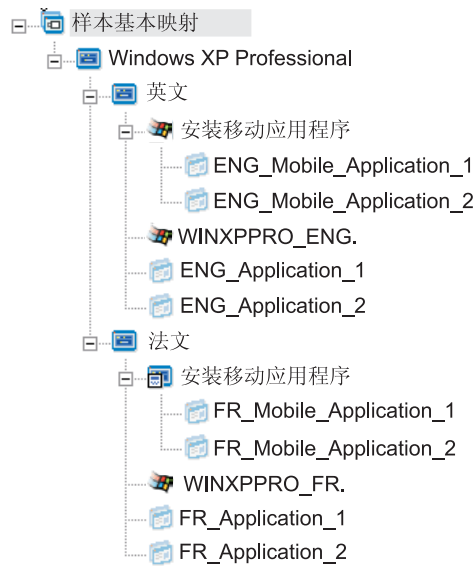 样本基本映射
Windows XP Professional
英文
安装移动应用程序
ENG_Mobile_Application_1
ENG_Mobile_Application_2
WINXPPRO_ENG.
ENG_Application_1
ENG_Application_2
法文
安装移动应用程序
FR_Mobile_Application_1
FR_Mobile_Application_2
WINXPPRO_FR.
FR_Application_1
FR_Application_2